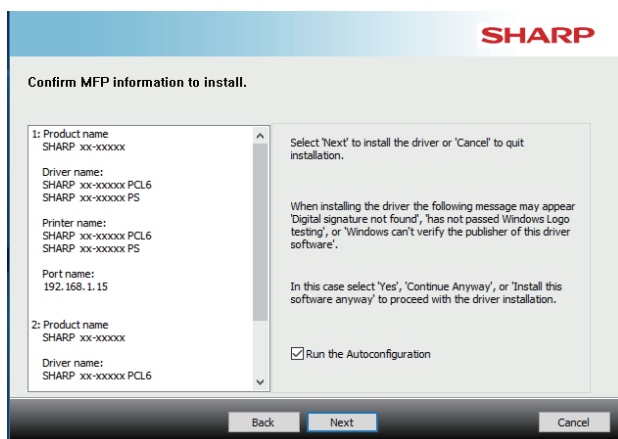 SHARP
Confirm MFP information to install.
1: Product name
SHARP xx-xxxxx
Driver name:
SHARP xx-xxxxx PCL6
SHARP xx-xxxxx PS
Printer name:
SHARP xx-xxxxx PCL6
SHARP xx-xxxxx PS
Port name:
192.168.1.15
2: Product name
SHARP xx-xxxxx
Driver name:
SHARP xx-xxxxx PCL6
Select 'Next' to install the driver or 'Cancel' to quit
installation.
When installing the driver the following message may appear
'Digital signature not found', 'has not passed Windows Logo
testing', or 'Windows can't verify the publisher of this driver
software'.
In this case select 'Yes', 'Continue Anyway', or 'Install this
software anyway' to proceed with the driver installation.
Run the Autoconfiguration
Back Next Cancel